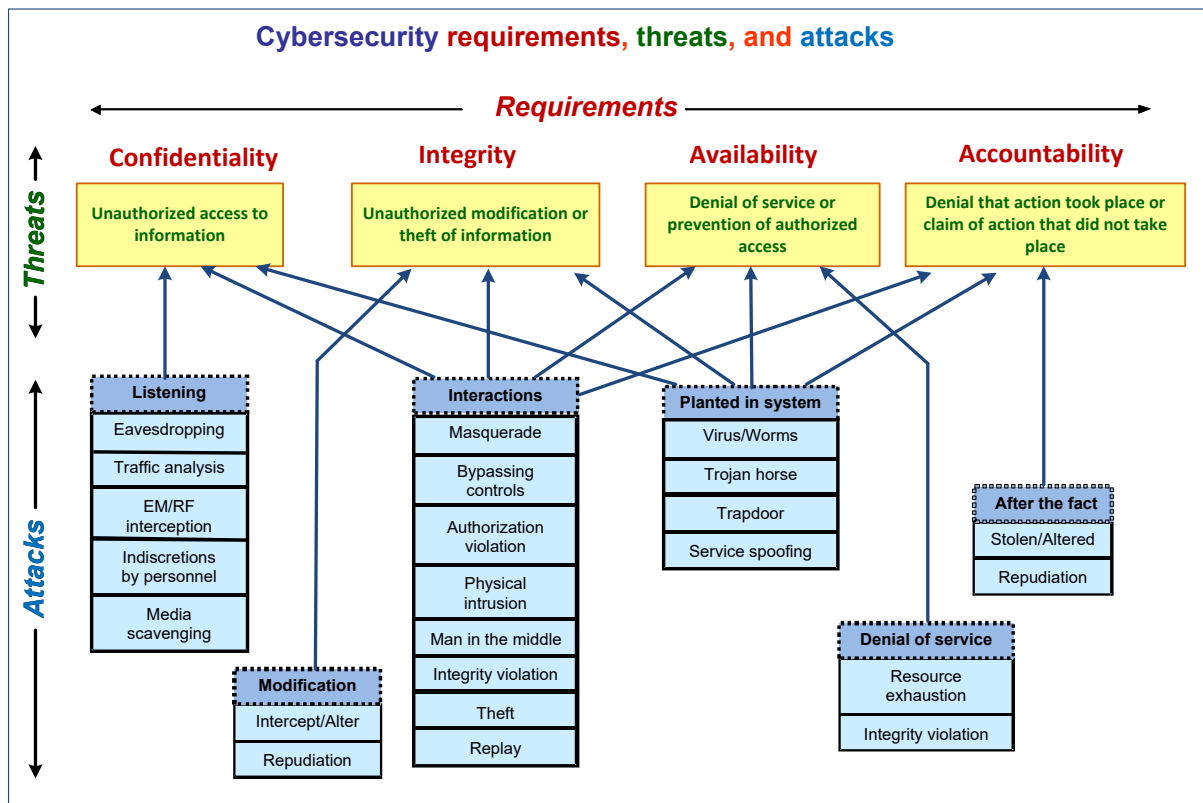 Cybersecurity requirements, threats, and attacks
Requirements
Threats
Confidentiality
Integrity
Availability
Accountability
Unauthorized access to
information
Unauthorized modification or
theft of information
Denial of service or
prevention of authorized
access
Denial that action took place or
claim of action that did not take
place
Attacks
Listening
Eavesdropping
Traffic analysis
EM/RF
interception
Indiscretions
by personnel
Media
scavenging
Modification
Intercept/Alter
Repudiation
Interactions
Masquerade
Bypassing
controls
Authorization
violation
Physical
intrusion
Man in the middle
Integrity violation
Theft
Replay
Planted in system
Virus/Worms
Trojan horse
Trapdoor
Service spoofing
Denial of service
Resource
exhaustion
Integrity violation
After the fact
Stolen/Altered
Repudiation